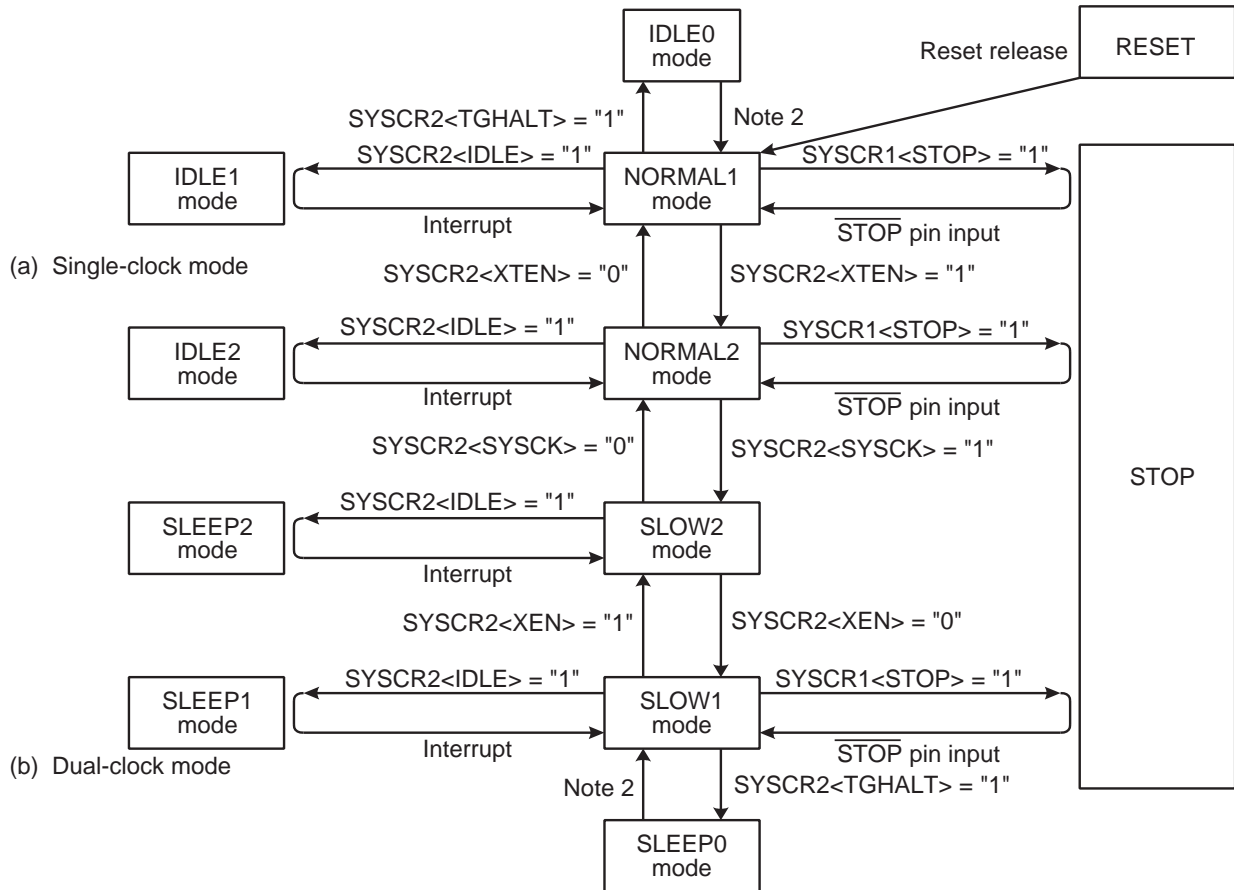 IDLE0
mode
Reset release
RESET
SYSCR2<TGHALT> = "1"
Note 2
SYSCR2<IDLE> = "1"
SYSCR1<STOP> = "1"
IDLE1
mode
NORMAL1
mode
Interrupt
STOP pin input
(a) Single-clock mode
SYSCR2<XTEN> = "0"
SYSCR2<XTEN> = "1"
SYSCR2<IDLE> = "1"
SYSCR1<STOP> = "1"
IDLE2
mode
NORMAL2
mode
Interrupt
STOP pin input
SYSCR2<SYSCK> = "0"
SYSCR2<SYSCK> = "1"
STOP
SYSCR2<IDLE> = "1"
SLEEP2
mode
SLOW2
mode
Interrupt
SYSCR2<XEN> = "1"
SYSCR2<XEN> = "0"
SYSCR2<IDLE> = "1"
SYSCR1<STOP> = "1"
SLEEP1
mode
SLOW1
mode
Interrupt
STOP pin input
(b) Dual-clock mode
Note 2
SYSCR2<TGHALT> = "1"
SLEEP0
mode